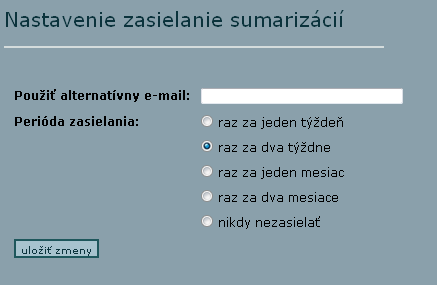 Nastavenie zasielanie sumarizácií
Použiť alternatívny e-mail:
Perióda zasielania:
raz za jeden týždeň
raz za dva týždne
raz za jeden mesiac
raz za dva mesiace
nikdy nezasielať
uložiť zmeny